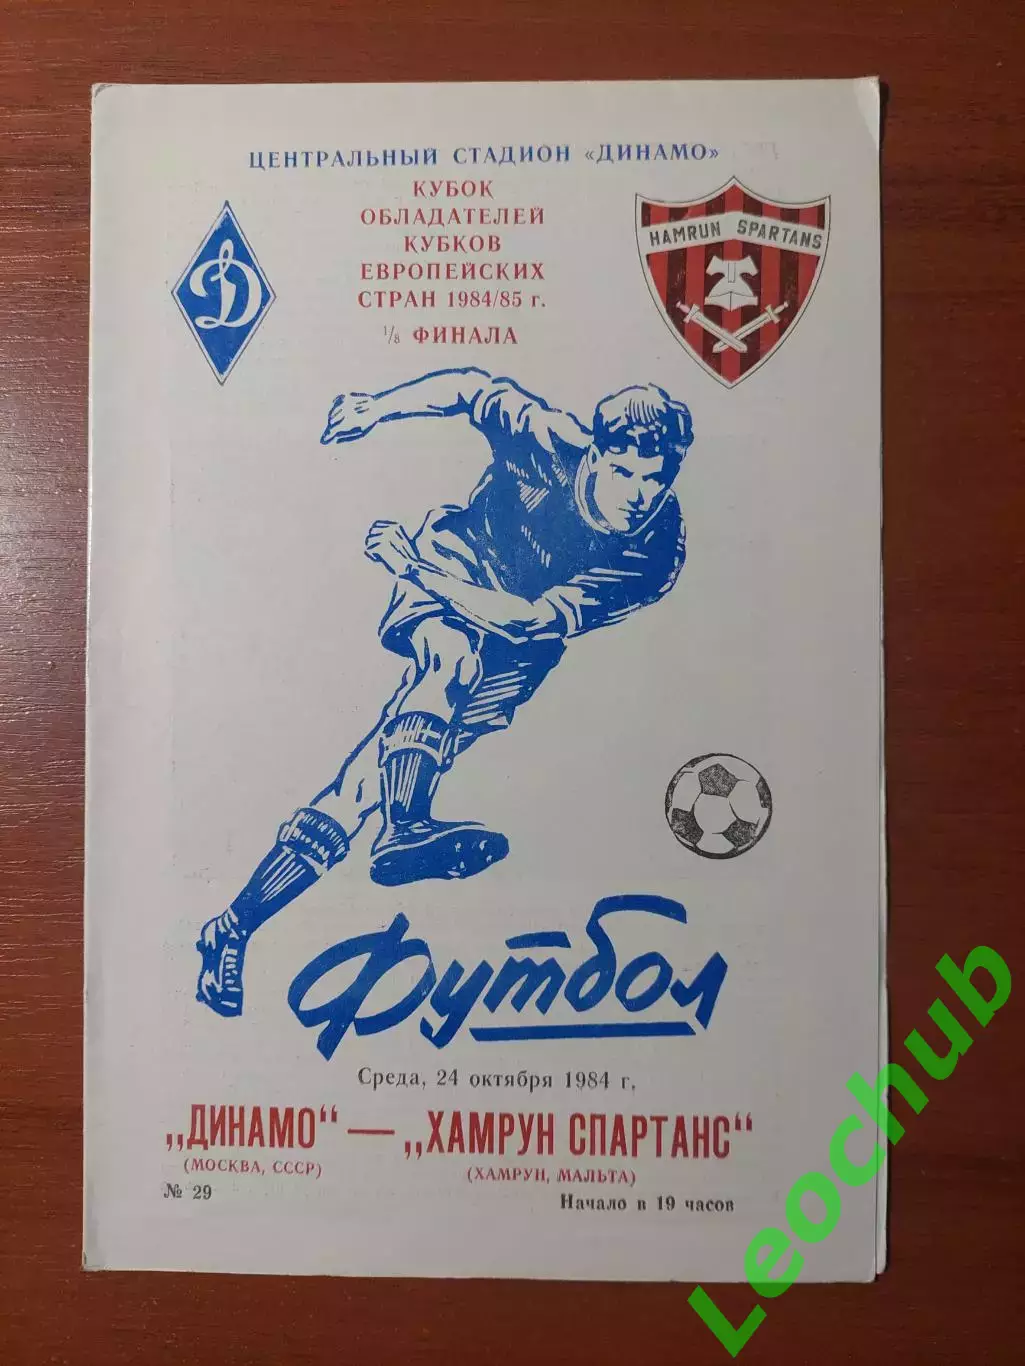 ЦЕНТРАЛЬНЫЙ СТАДИОН «ДИНАМО»
КУБОК
ОБЛАДАТЕЛЕЙ
КУБКОВ
ЕВРОПЕЙСКИХ
СТРАН 1984/85 г.
1/8 ФИНАЛА
Д
HAMRUN SPARTANS
Футбол
Среда, 24 октября 1984 г,
„ДИНАМО" — „ХАМРУН СПАРТАНС"
(МОСКВА, СССР) (ХАМРУН, МАЛЬТА)
№ 29 Начало в 19 часов
Leochub